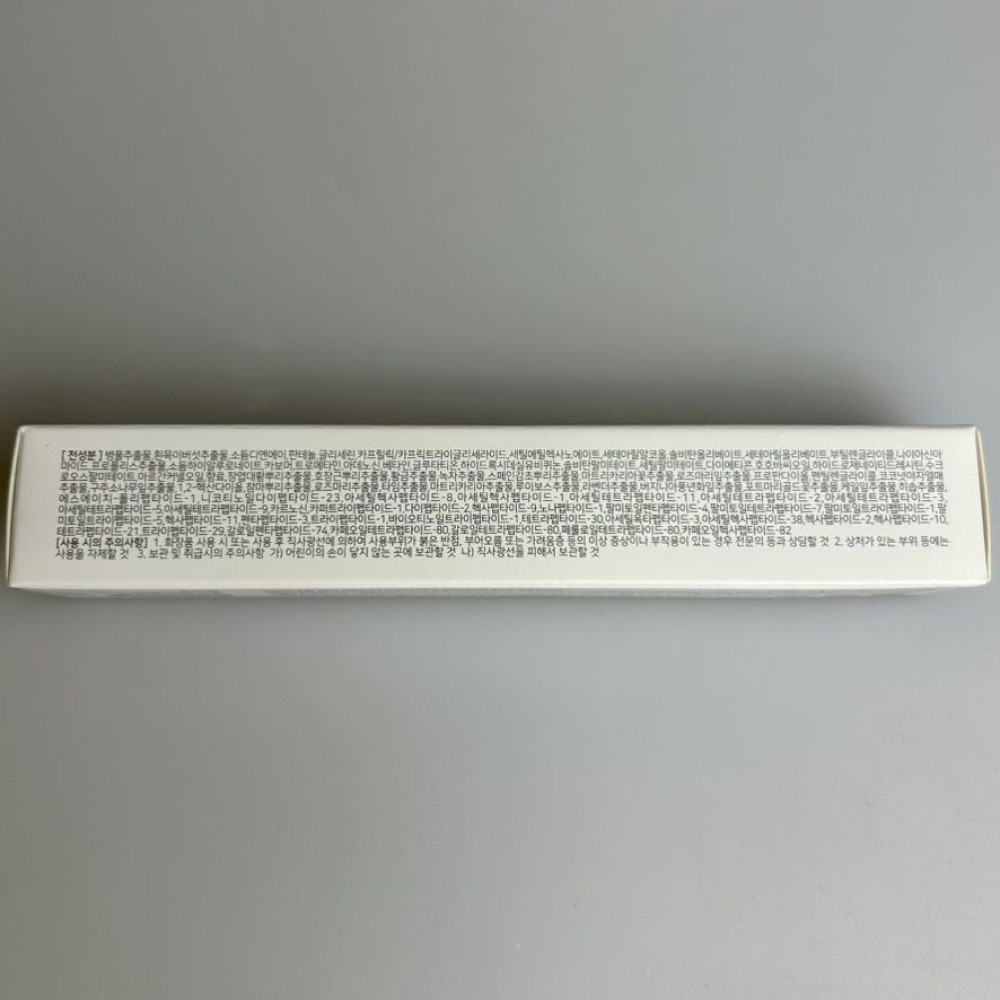 [ 전성분 ] 병풀추출물,흰목이버섯추출물,소듐디엔에이,판테놀,글리세린,카프릴릭/카프릭트라이글리세라이드,세틸에틸헥사노에이트,세테아릴알코올,솔비탄올리베이트,세테아릴올리베이트,부틸렌글라이콜,나이아신아
마이드,프로폴리스추출물,소듐하이알루로네이트,카보머,트로메타민,아데노신,베타인,글루타티온,하이드록시데실유비퀴논,솔비탄팔미테이트,세틸팔미테이트,다이메티콘,호호바씨오일,하이드로제네이티드레시틴,수크
로오스팔미테이트,아르간커넬오일,향료,장엽대황뿌리추출물,호장근뿌리추출물,황금추출물,녹차추출물,스페인감초뿌리추출물,마트리카리아꽃추출물,로즈마리잎추출물,프로판다이올,펜틸렌글라이콜,코코넛야자열매
추출물,구주소나무잎추출물,1,2-헥산다이올,참마뿌리추출물,로즈마리추출물,타임추출물,마트리카리아추출물,루이보스추출물,라벤더추출물,버지니아풍년화잎추출물,포트마리골드꽃추출물,케일잎추출물,히솝추출물,
에스에이치-폴리펩타이드-1,니코티노일다이펩타이드-23,아세틸헥사펩타이드-8,아세틸헥사펩타이드-1,아세틸테트라펩타이드-11,아세틸테트라펩타이드-2,아세틸테트라펩타이드-3,
아세틸테트라펩타이드-5,아세틸테트라펩타이드-9,카르노신,카퍼트라이펩타이드-1,다이펩타이드-2,헥사펩타이드-9,노나펩타이드-1,팔미토일펜타펩타이드-4,팔미토일테트라펩타이드-7,팔미토일트라이펩타이드-1,팔
미토일트라이펩타이드-5,헥사펩타이드-11,펜타펩타이드-3,트라이펩타이드-1,바이오티노일트라이펩타이드-1,테트라펩타이드-30,아세틸옥타펩타이드-3,아세틸헥사펩타이드-38,헥사펩타이드-2,헥사펩타이드-10,
테트라펩타이드-21,트라이펩타이드-29,갈로일펜타펩타이드-74,카페오일테트라펩타이드-60,갈로일테트라펩타이드-80,페룰로일테트라펩타이드-80,카페오일헥사펩타이드-82
[사용 시의 주의사항] 1. 화장품 사용 시 또는 사용 후 직사광선에 의하여 사용부위가 붉은 반점, 부어오름 또는 가려움증 등의 이상 증상이나 부작용이 있는 경우 전문의 등과 상담할 것 2. 상처가 있는 부위 등에는
사용을 자제할 것 3. 보관 및 취급시의 주의사항 가) 어린이의 손이 닿지 않는 곳에 보관할 것 나) 직사광선을 피해서 보관할 것